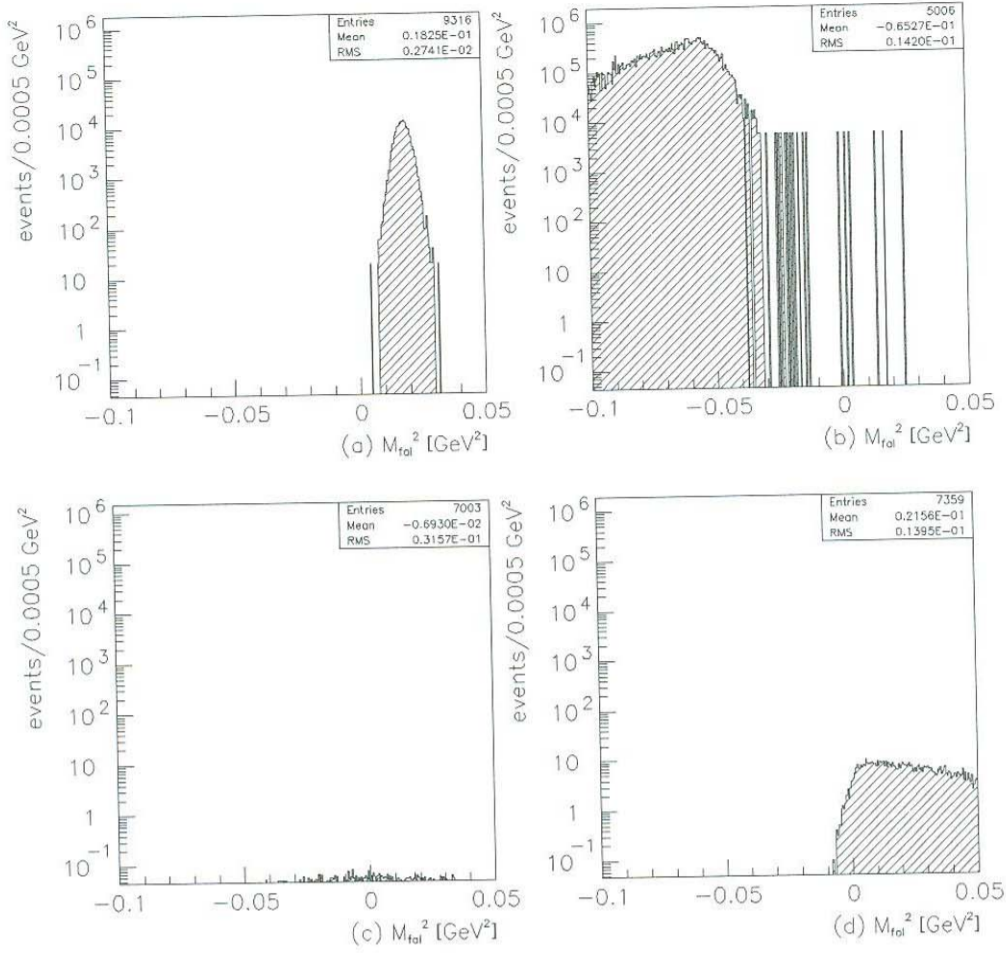 Entries 9316
Mean 0.1825E-01
RMS 0.2741E-02
events/0.0005 GeV²
10⁶
10⁵
10⁴
10³
10²
10
1
10⁻¹
−0.1 −0.05 0 0.05
(a) M_fal² [GeV²]
Entries 5006
Mean -0.6527E-01
RMS 0.1420E-01
events/0.0005 GeV²
10⁶
10⁵
10⁴
10³
10²
10
1
10⁻¹
−0.1 −0.05 0 0.05
(b) M_fal² [GeV²]
Entries 7003
Mean -0.6930E-02
RMS 0.3157E-01
events/0.0005 GeV²
10⁶
10⁵
10⁴
10³
10²
10
1
10⁻¹
−0.1 −0.05 0 0.05
(c) M_fal² [GeV²]
Entries 7359
Mean 0.2156E-01
RMS 0.1395E-01
events/0.0005 GeV²
10⁶
10⁵
10⁴
10³
10²
10
1
10⁻¹
−0.1 −0.05 0 0.05
(d) M_fal² [GeV²]